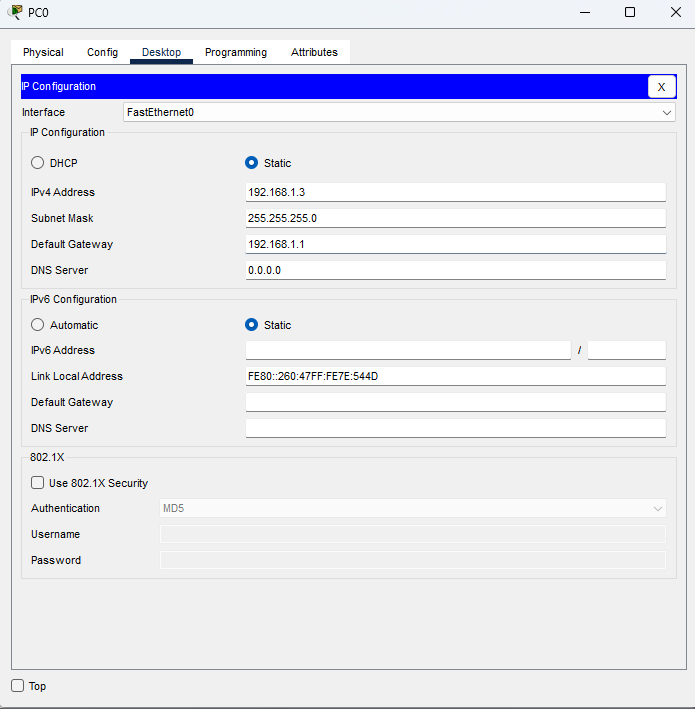 PC0
Physical Config Desktop Programming Attributes
IP Configuration X
Interface FastEthernet0
IP Configuration
DHCP Static
IPv4 Address 192.168.1.3
Subnet Mask 255.255.255.0
Default Gateway 192.168.1.1
DNS Server 0.0.0.0
IPv6 Configuration
Automatic Static
IPv6 Address /
Link Local Address FE80::260:47FF:FE7E:544D
Default Gateway
DNS Server
802.1X
Use 802.1X Security
Authentication MD5
Username
Password
Top